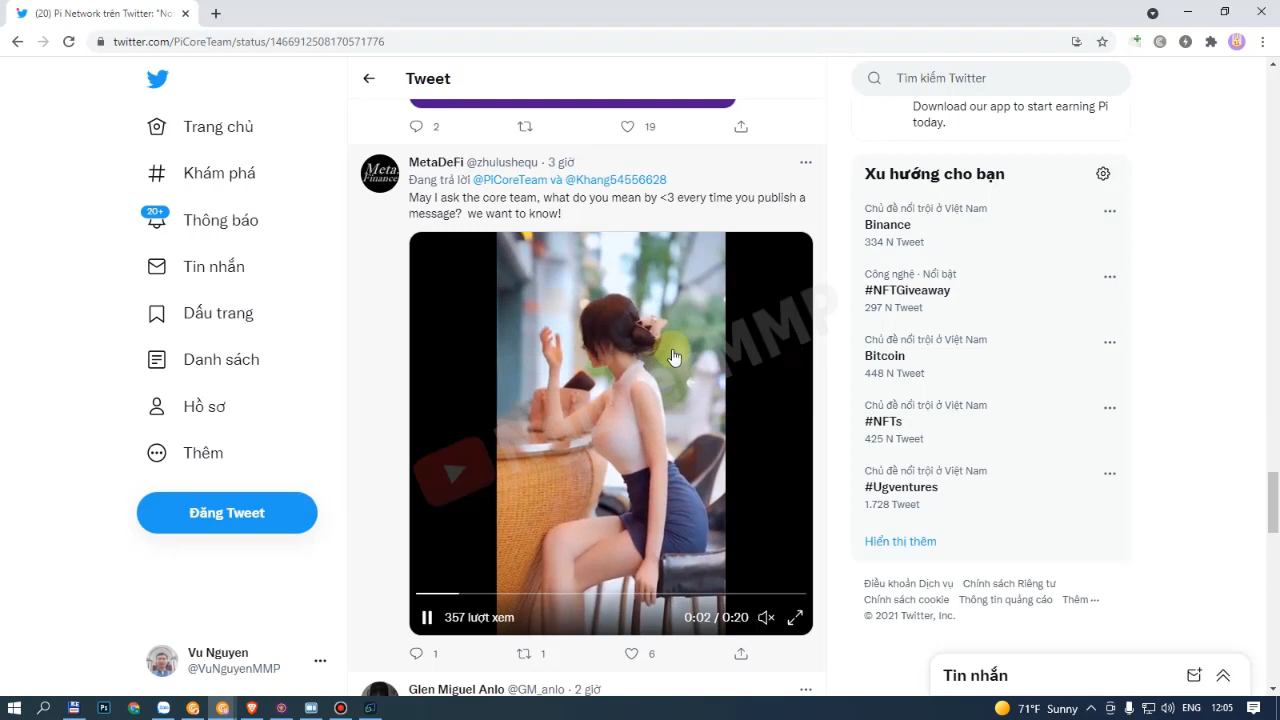 (20) Pi Network trên Twitter: "No
twitter.com/PiCoreTeam/status/1466912508170571776
Trang chủ
Khám phá
20+
Thông báo
Tin nhắn
Dấu trang
Danh sách
Hồ sơ
Thêm
Đăng Tweet
Vu Nguyen
@VuNguyenMMP
Tweet
2
19
Meta
Finance
MetaDeFi @zhulushequ · 3 giờ
Đang trả lời @PiCoreTeam và @Khang54556628
May I ask the core team, what do you mean by <3 every time you publish a
message? we want to know!
MMP
357 lượt xem
0:02 / 0:20
1
1
6
Glen Miguel Anlo @GM_anlo · 2 giờ
Tìm kiếm Twitter
Download our app to start earning Pi
today.
Xu hướng cho bạn
Chủ đề nổi trội ở Việt Nam
Binance
334 N Tweet
Công nghệ · Nổi bật
#NFTGiveaway
297 N Tweet
Chủ đề nổi trội ở Việt Nam
Bitcoin
448 N Tweet
Chủ đề nổi trội ở Việt Nam
#NFTs
425 N Tweet
Chủ đề nổi trội ở Việt Nam
#Ugventures
1.728 Tweet
Hiển thị thêm
Điều khoản Dịch vụ Chính sách Riêng tư
Chính sách cookie Thông tin quảng cáo Thêm ···
© 2021 Twitter, Inc.
Tin nhắn
71°F Sunny
ENG
12:05